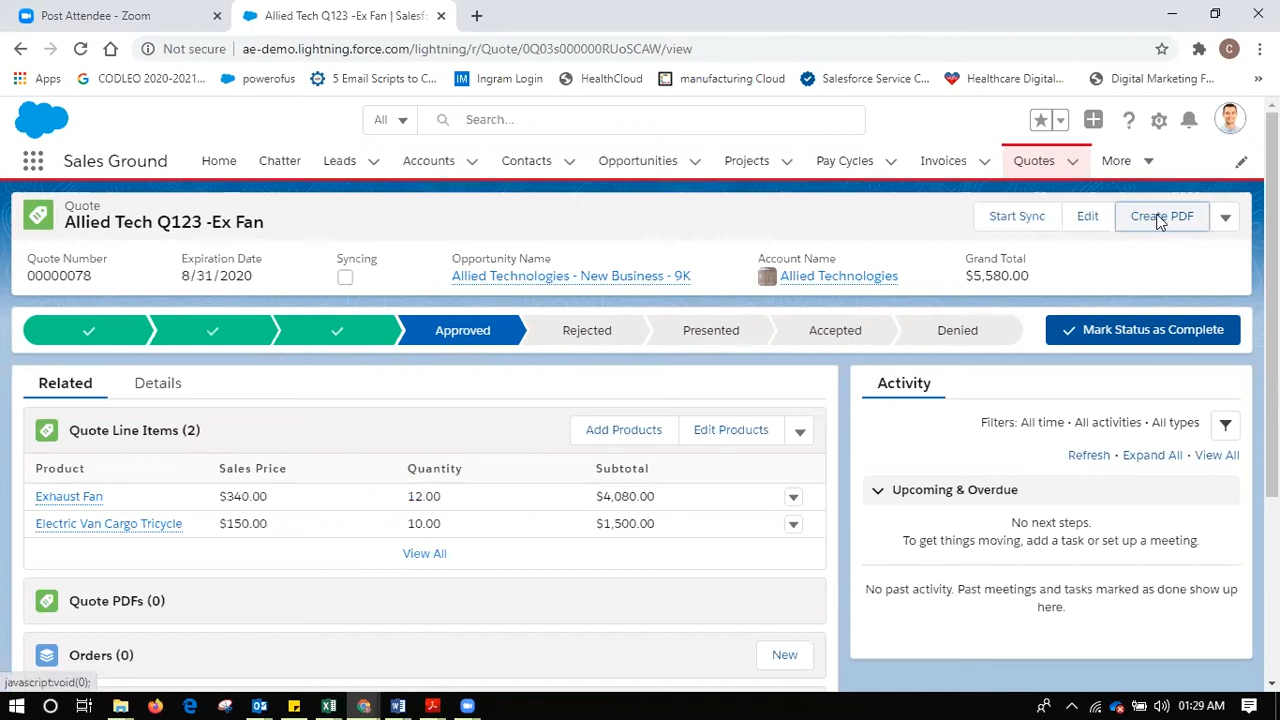 Post Attendee - Zoom
Allied Tech Q123 -Ex Fan | Salesf
Not secure
ae-demo.lightning.force.com/lightning/r/Quote/0Q03s000000RUoSCAW/view
C
Apps
CODLEO 2020-2021...
powerofus
5 Email Scripts to C...
IM
Ingram Login
HealthCloud
manufacturing Cloud
Salesforce Service C...
Healthcare Digital...
Digital Marketing F...
»
All
Search...
Sales Ground
Home
Chatter
Leads
Accounts
Contacts
Opportunities
Projects
Pay Cycles
Invoices
Quotes
More
Quote
Allied Tech Q123 -Ex Fan
Start Sync
Edit
Create PDF
Quote Number
Expiration Date
Syncing
Opportunity Name
Account Name
Grand Total
00000078
8/31/2020
Allied Technologies - New Business - 9K
Allied Technologies
$5,580.00
Approved
Rejected
Presented
Accepted
Denied
Mark Status as Complete
Related
Details
Quote Line Items (2)
Add Products
Edit Products
Product
Sales Price
Quantity
Subtotal
Exhaust Fan
$340.00
12.00
$4,080.00
Electric Van Cargo Tricycle
$150.00
10.00
$1,500.00
View All
Quote PDFs (0)
Orders (0)
New
Activity
Filters: All time • All activities • All types
Refresh • Expand All • View All
Upcoming & Overdue
No next steps.
To get things moving, add a task or set up a meeting.
No past activity. Past meetings and tasks marked as done show up
here.
javascript:void(0);
01:29 AM